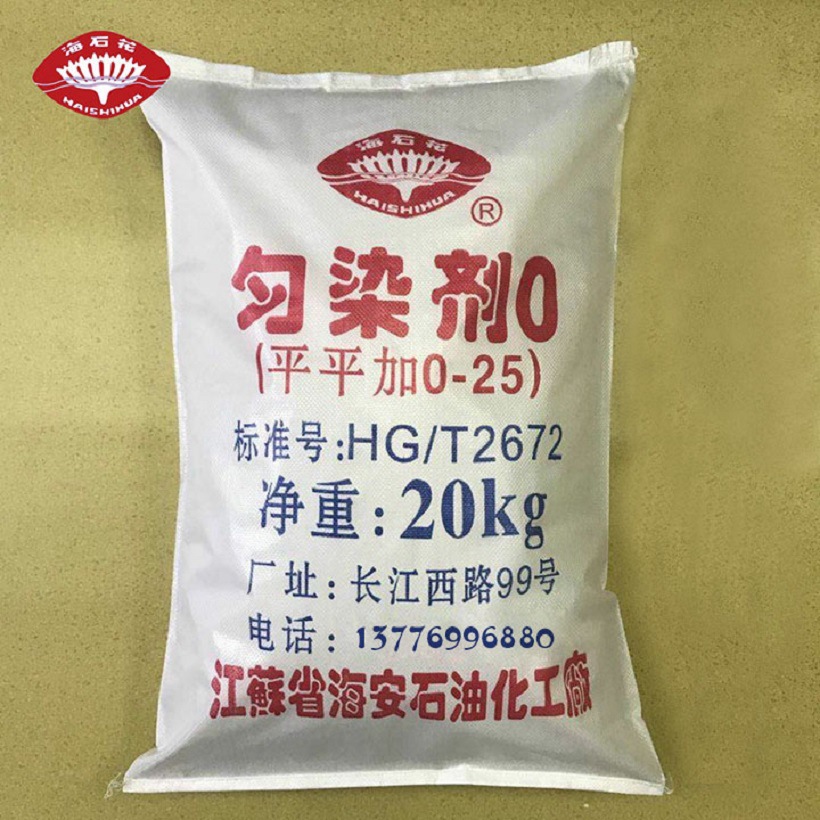 海石花
HAISHIHUA
海石花
HAISHIHUA
®
匀染剂O
(平平加O-25)
标准号:HG/T2672
净重:20kg
厂址:长江西路99号
电话:13776996880
江蘇省海安石油化工廠